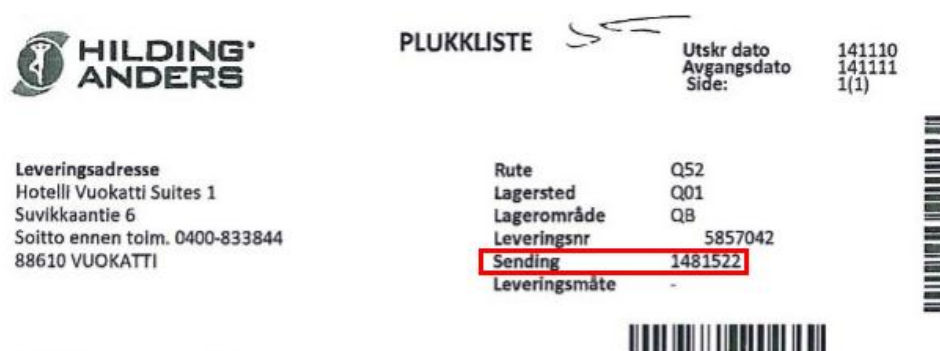 HILDING
ANDERS
PLUKKLISTE
Utskr dato 141110
Avgangsdato 141111
Side: 1(1)
Leveringsadresse
Hotelli Vuokatti Suites 1
Suvikkaantie 6
Soitto ennen tolm. 0400-833844
88610 VUOKATTI
Rute Q52
Lagersted Q01
Lagerområde QB
Leveringsnr 5857042
Sending 1481522
Leveringsmåte -